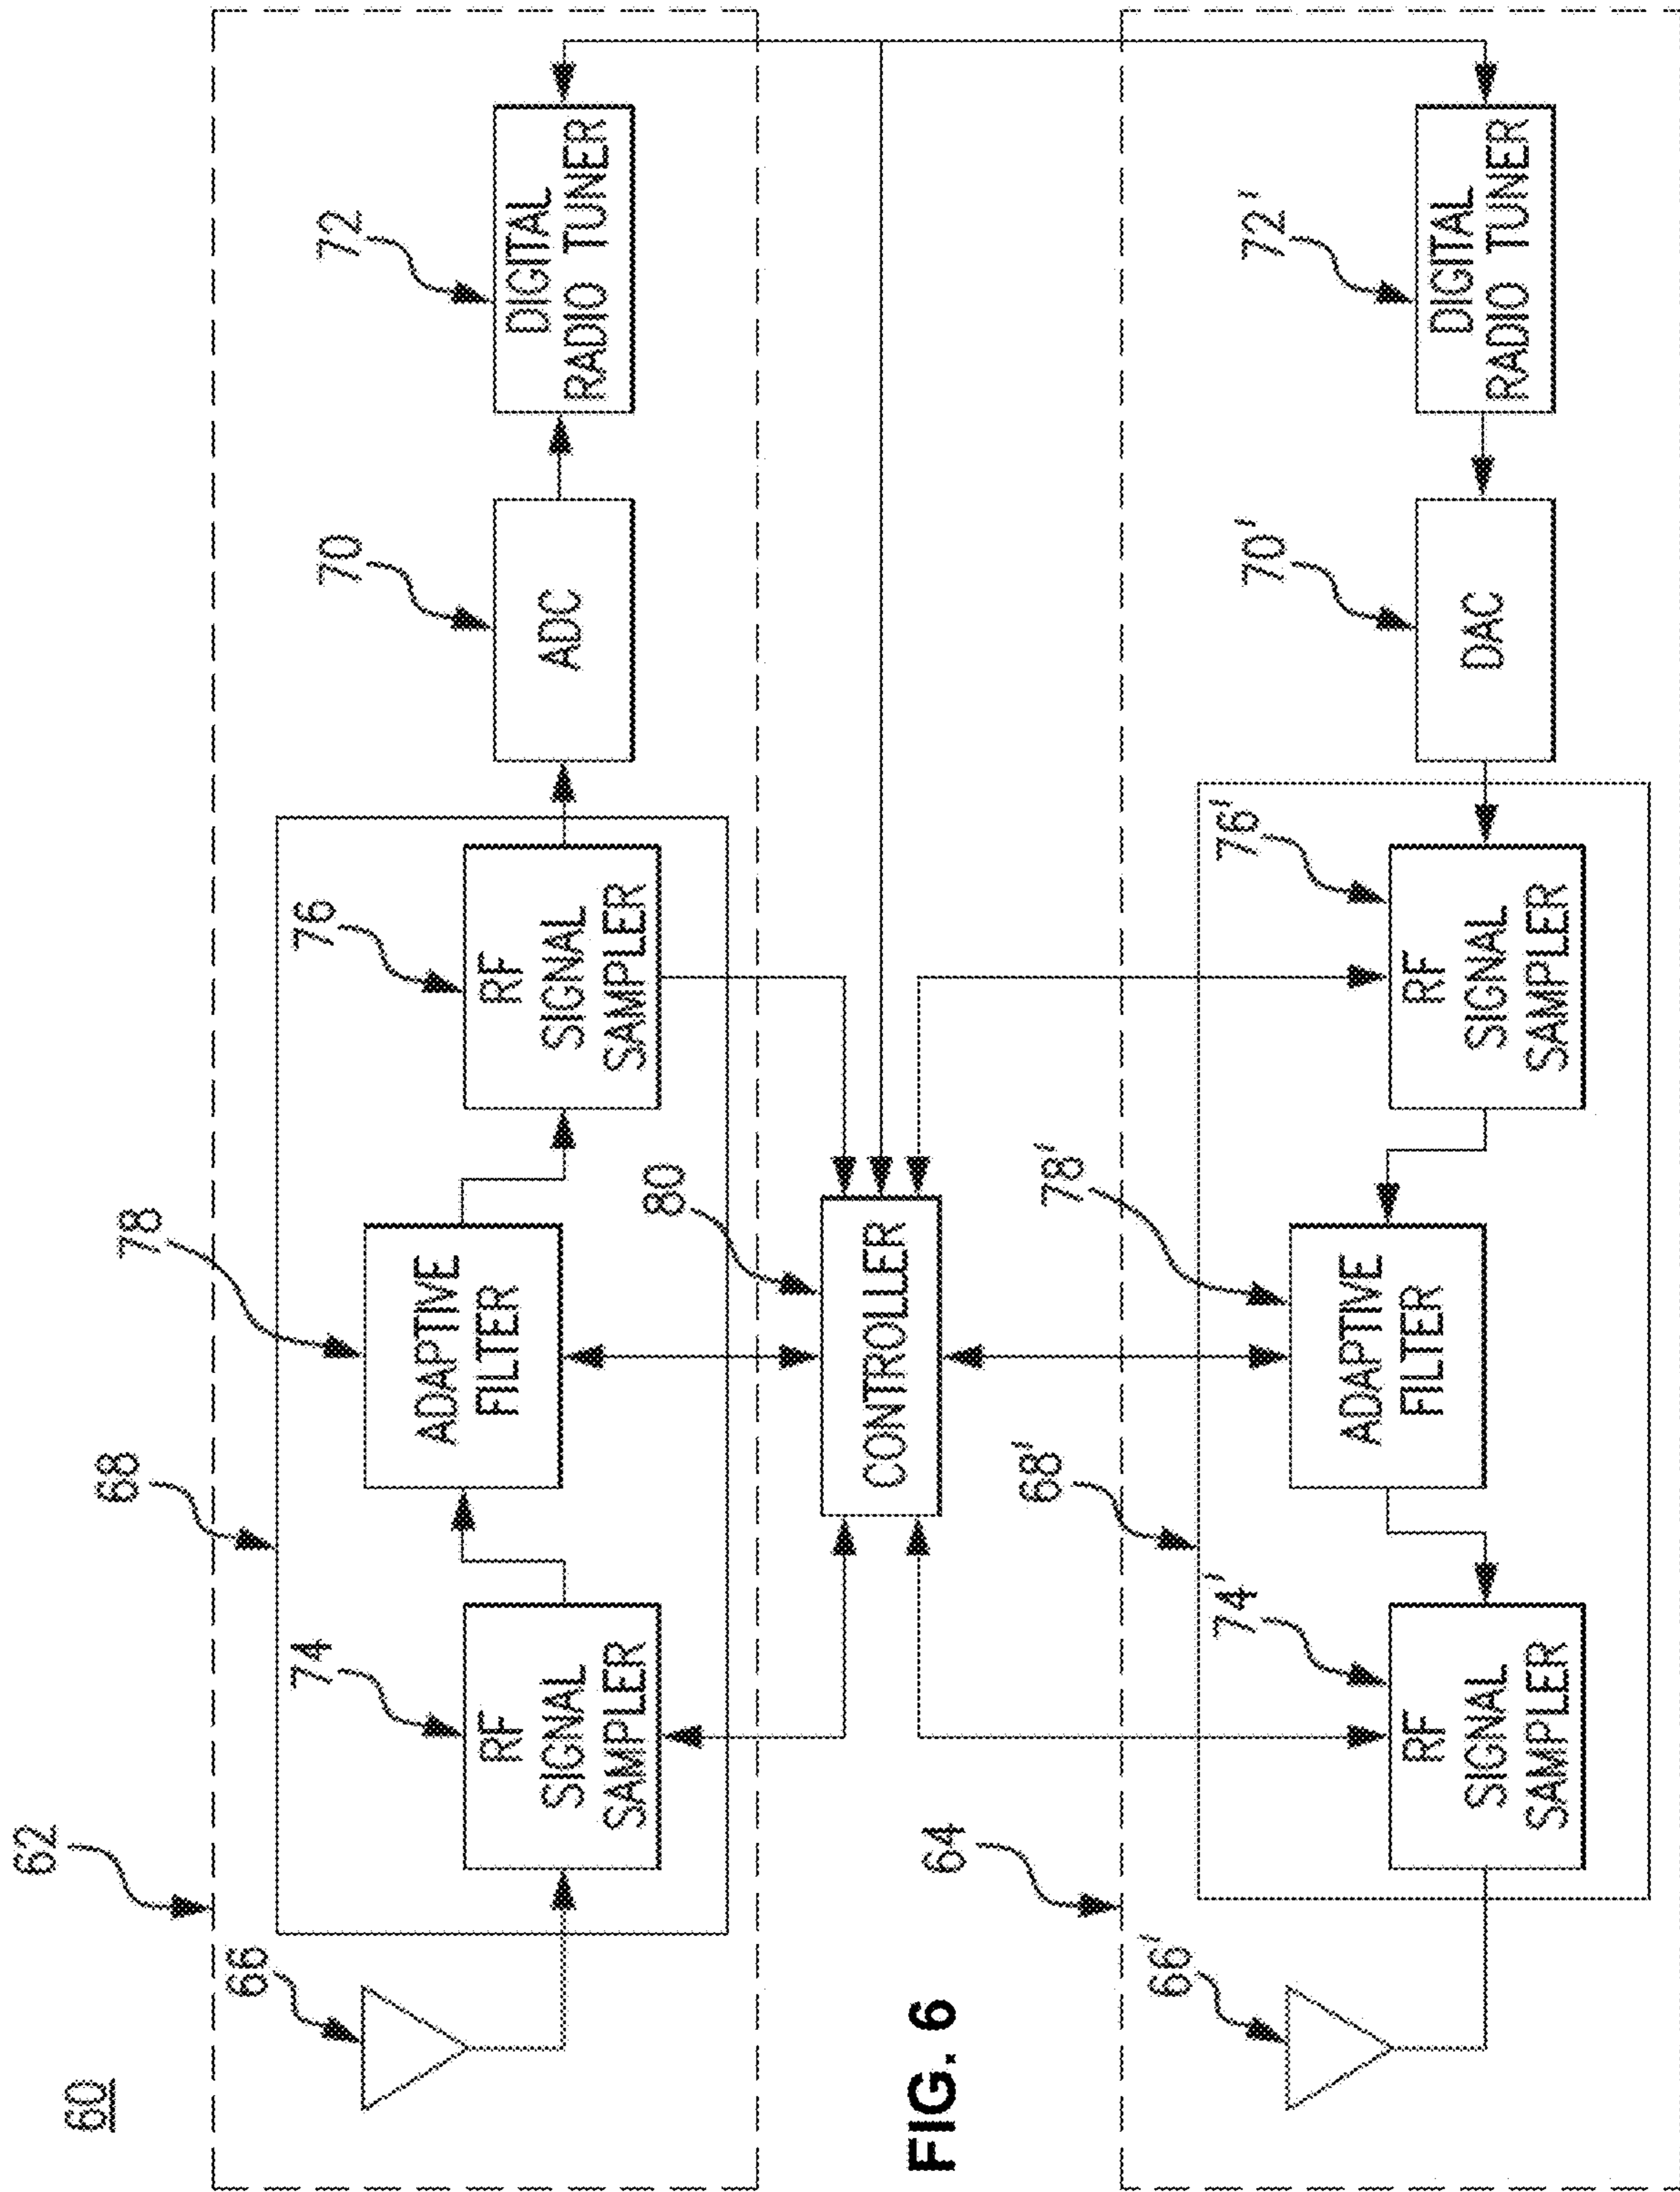 60
62
66
68
74
RF
SIGNAL
SAMPLER
78
ADAPTIVE
FILTER
76
RF
SIGNAL
SAMPLER
70
ADC
72
DIGITAL
RADIO TUNER
80
CONTROLLER
FIG. 6
64
66'
68'
74'
RF
SIGNAL
SAMPLER
78'
ADAPTIVE
FILTER
76'
RF
SIGNAL
SAMPLER
70'
DAC
72'
DIGITAL
RADIO TUNER